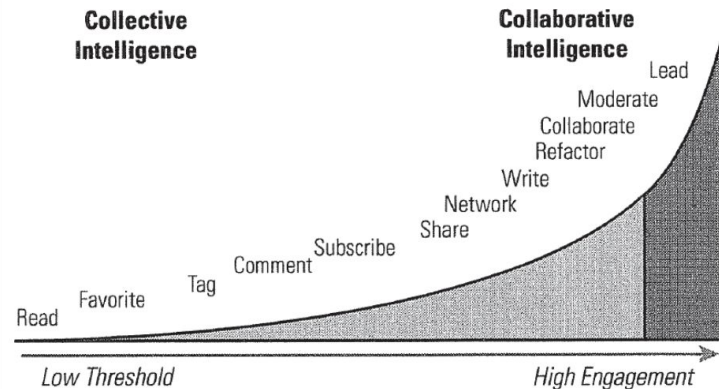 Collective
Intelligence
Collaborative
Intelligence
Lead
Moderate
Collaborate
Refactor
Write
Network
Share
Subscribe
Comment
Tag
Favorite
Read
Low Threshold
High Engagement